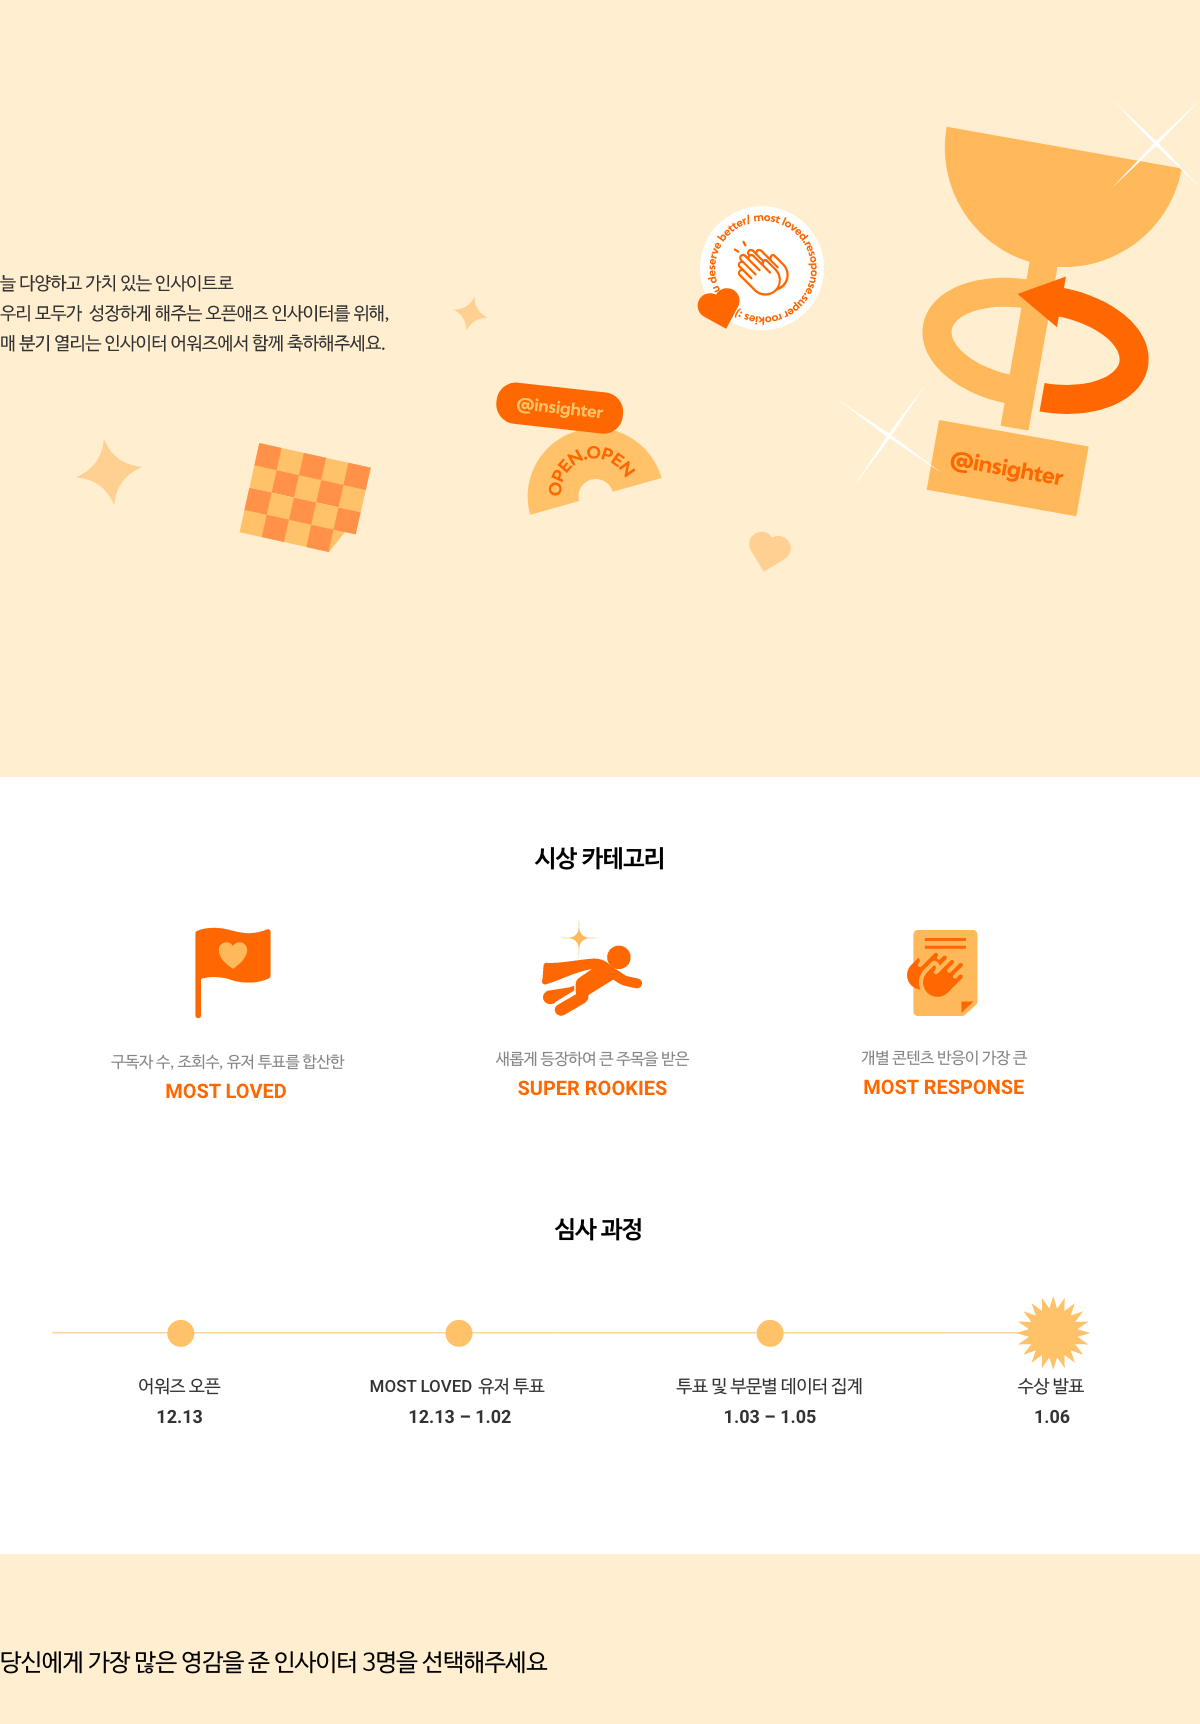 늘 다양하고 가치 있는 인사이트로
우리 모두가 성장하게 해주는 오픈애즈 인사이터를 위해,
매 분기 열리는 인사이터 어워즈에서 함께 축하해주세요.
deserve better/ most loved.resoponse.super rookies :)
@insighter
OPEN.OPEN
@insighter
시상 카테고리
구독자 수, 조회수, 유저 투표를 합산한
MOST LOVED
새롭게 등장하여 큰 주목을 받은
SUPER ROOKIES
개별 콘텐츠 반응이 가장 큰
MOST RESPONSE
심사 과정
어워즈 오픈
12.13
MOST LOVED 유저 투표
12.13 – 1.02
투표 및 부문별 데이터 집계
1.03 – 1.05
수상 발표
1.06
당신에게 가장 많은 영감을 준 인사이터 3명을 선택해주세요